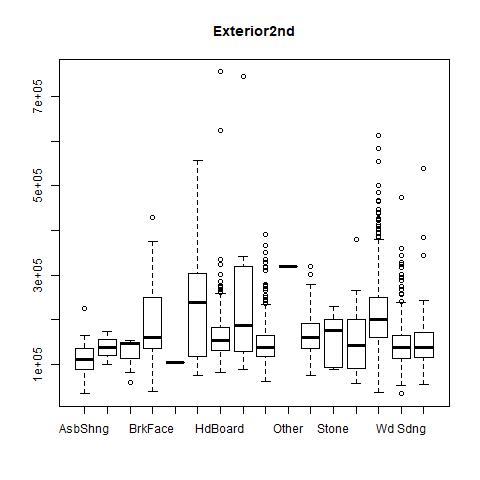 Exterior2nd
7e+05
5e+05
3e+05
1e+05
AsbShng BrkFace HdBoard Other Stone Wd Sdng